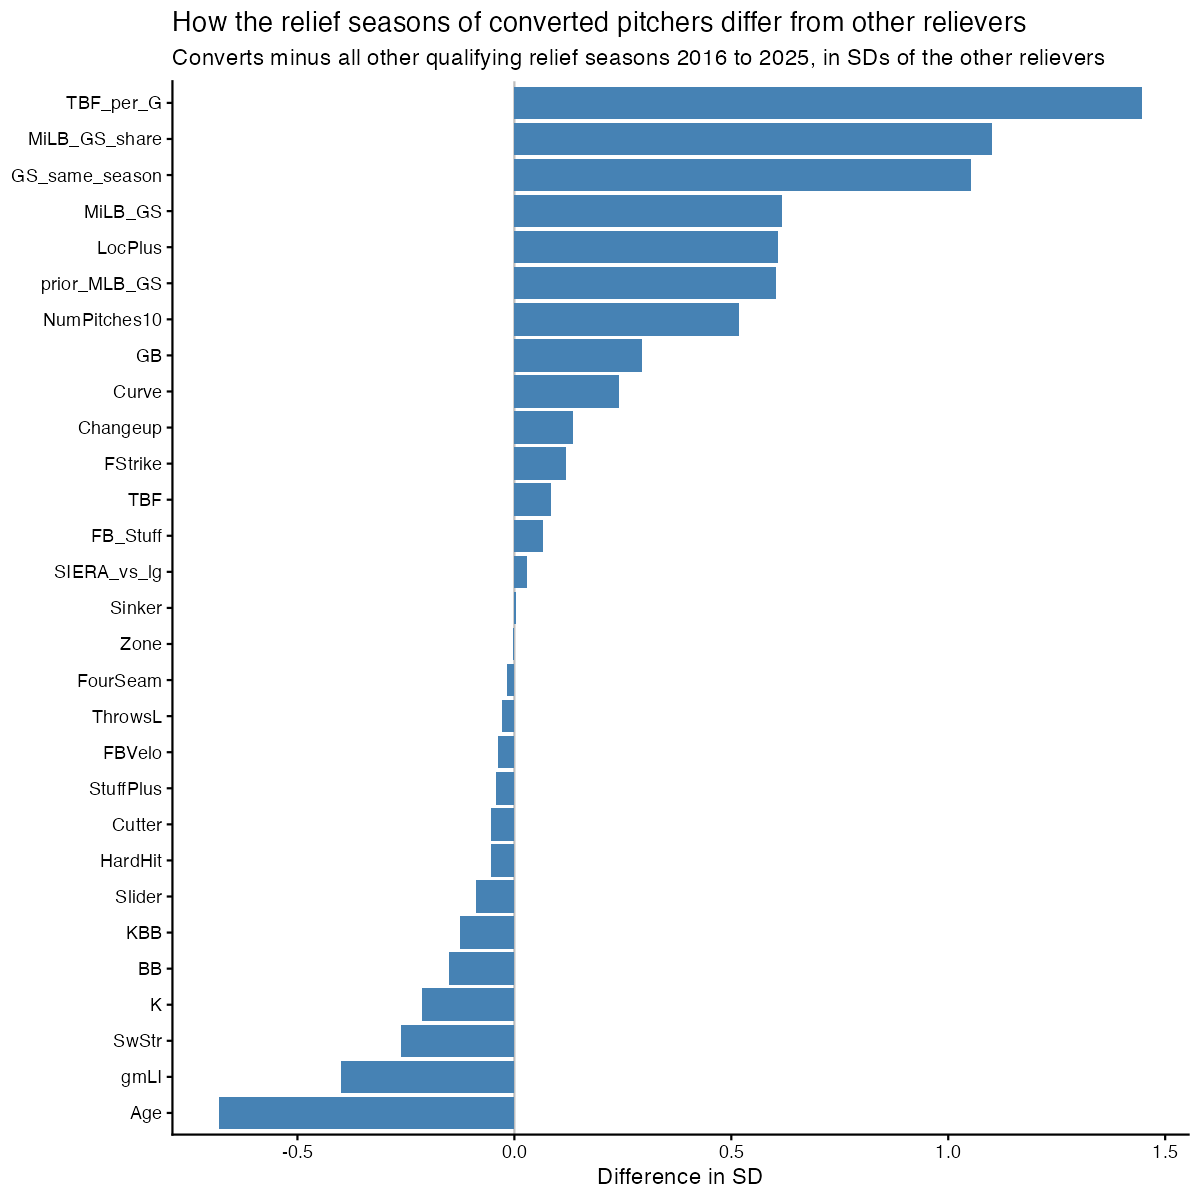 How the relief seasons of converted pitchers differ from other relievers
Converts minus all other qualifying relief seasons 2016 to 2025, in SDs of the other relievers
TBF_per_G
MiLB_GS_share
GS_same_season
MiLB_GS
LocPlus
prior_MLB_GS
NumPitches10
GB
Curve
Changeup
FStrike
TBF
FB_Stuff
SIERA_vs_lg
Sinker
Zone
FourSeam
ThrowsL
FBVelo
StuffPlus
Cutter
HardHit
Slider
KBB
BB
K
SwStr
gmLI
Age
-0.5 0.0 0.5 1.0 1.5
Difference in SD